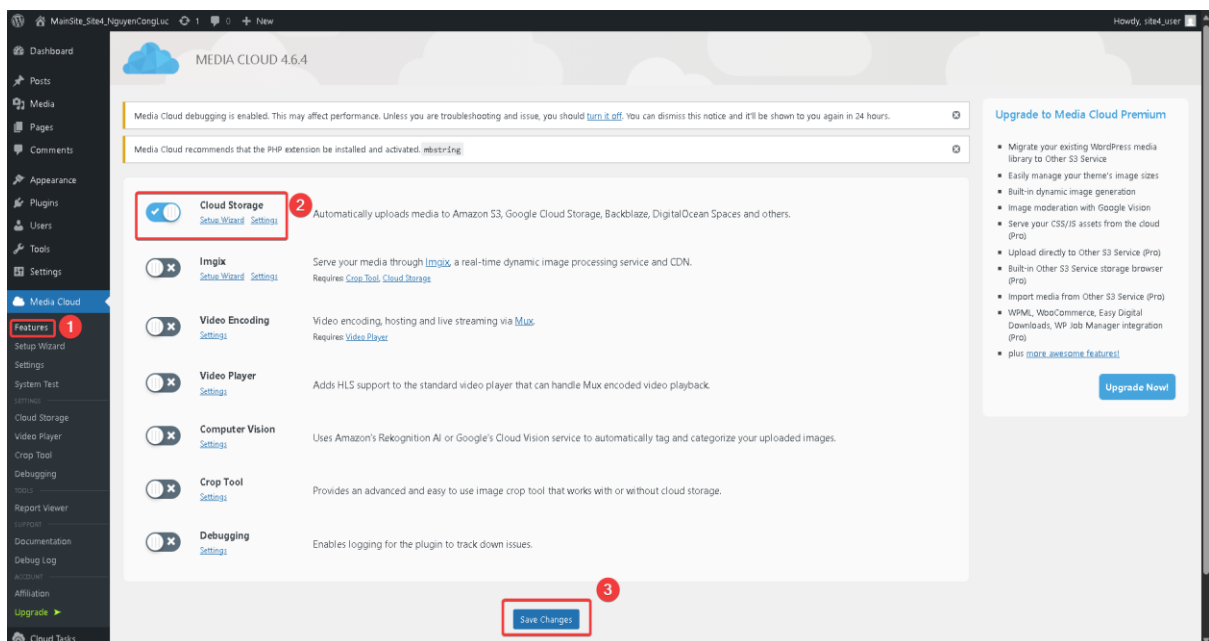 MainSite_Site4_NguyenCongLuc 1 0 + New
Howdy, site4_user
Dashboard
Posts
Media
Pages
Comments
Appearance
Plugins
Users
Tools
Settings
Media Cloud
Features
1
Setup Wizard
Settings
System Test
SETTINGS
Cloud Storage
Video Player
Crop Tool
Debugging
TOOLS
Report Viewer
SUPPORT
Documentation
Debug Log
ACCOUNT
Affiliation
Upgrade ➤
Cloud Tasks
MEDIA CLOUD 4.6.4
Media Cloud debugging is enabled. This may affect performance. Unless you are troubleshooting and issue, you should turn it off. You can dismiss this notice and it'll be shown to you again in 24 hours.
Media Cloud recommends that the PHP extension be installed and activated. mbstring
Cloud Storage
Setup Wizard Settings
2
Automatically uploads media to Amazon S3, Google Cloud Storage, Backblaze, DigitalOcean Spaces and others.
Imgix
Setup Wizard Settings
Serve your media through Imgix, a real-time dynamic image processing service and CDN.
Requires Crop Tool, Cloud Storage
Video Encoding
Settings
Video encoding, hosting and live streaming via Mux.
Requires Video Player
Video Player
Settings
Adds HLS support to the standard video player that can handle Mux encoded video playback.
Computer Vision
Settings
Uses Amazon's Rekognition AI or Google's Cloud Vision service to automatically tag and categorize your uploaded images.
Crop Tool
Settings
Provides an advanced and easy to use image crop tool that works with or without cloud storage.
Debugging
Settings
Enables logging for the plugin to track down issues.
3
Save Changes
Upgrade to Media Cloud Premium
Migrate your existing WordPress media
library to Other S3 Service
Easily manage your theme's image sizes
Built-in dynamic image generation
Image moderation with Google Vision
Serve your CSS/JS assets from the cloud
(Pro)
Upload directly to Other S3 Service (Pro)
Built-in Other S3 Service storage browser
(Pro)
Import media from Other S3 Service (Pro)
WPML, WooCommerce, Easy Digital
Downloads, WP Job Manager integration
(Pro)
plus more awesome features!
Upgrade Now!